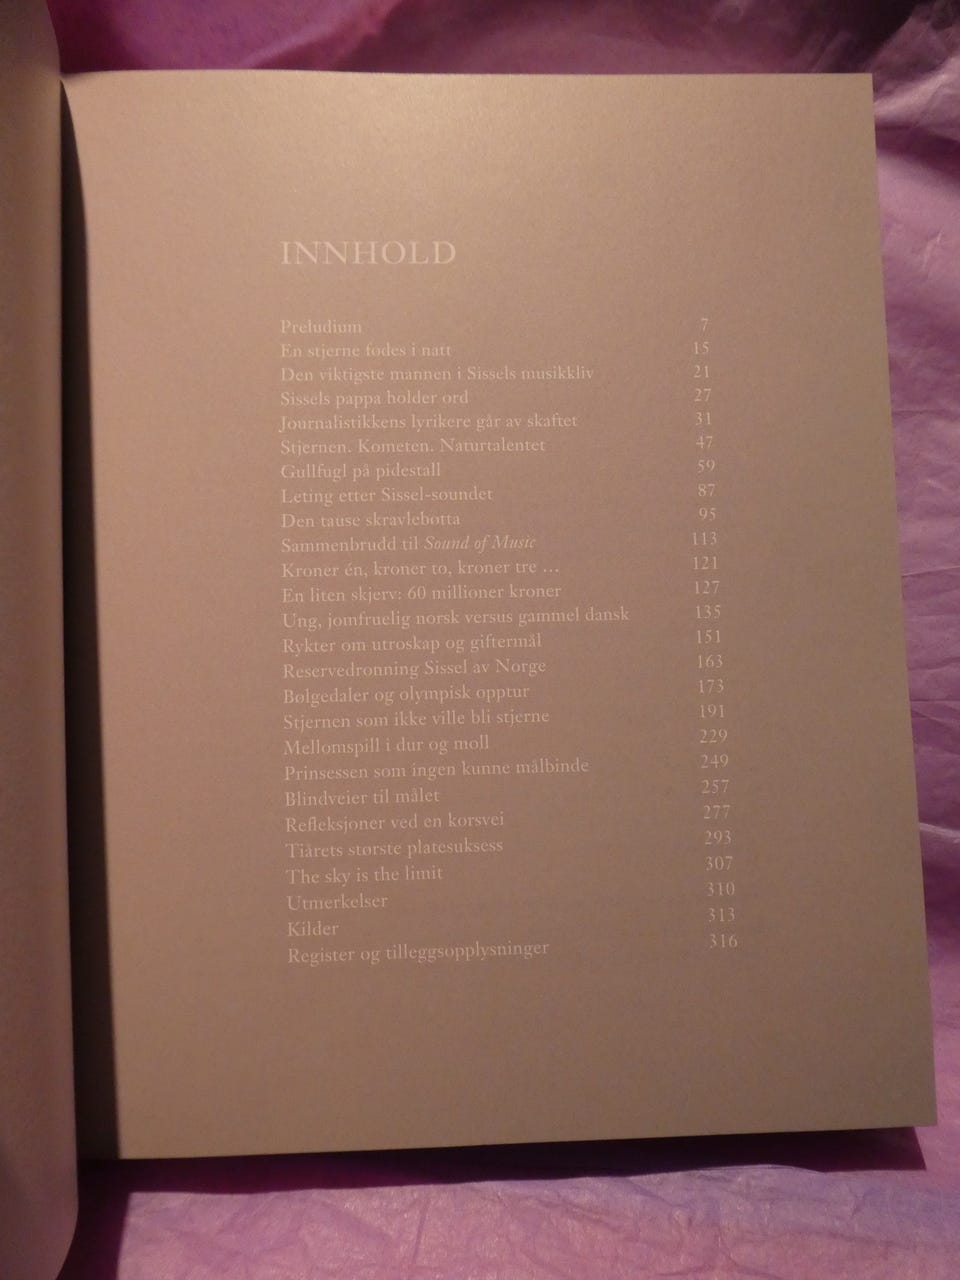 INNHOLD
Preludium 7
En stjerne fødes i natt 15
Den viktigste mannen i Sissels musikkliv 21
Sissels pappa holder ord 27
Journalistikkens lyrikere går av skaftet 31
Stjernen. Kometen. Naturtalentet 47
Gullfugl på pidestall 59
Leting etter Sissel-soundet 87
Den tause skravlebøtta 95
Sammenbrudd til Sound of Music 113
Kroner én, kroner to, kroner tre … 121
En liten skjerv: 60 millioner kroner 127
Ung, jomfruelig norsk versus gammel dansk 135
Rykter om utroskap og giftermål 151
Reservedronning Sissel av Norge 163
Bølgedaler og olympisk opptur 173
Stjernen som ikke ville bli stjerne 191
Mellomspill i dur og moll 229
Prinsessen som ingen kunne målbinde 249
Blindveier til målet 257
Refleksjoner ved en korsvei 277
Tiårets største platesuksess 293
The sky is the limit 307
Utmerkelser 310
Kilder 313
Register og tilleggsopplysninger 316